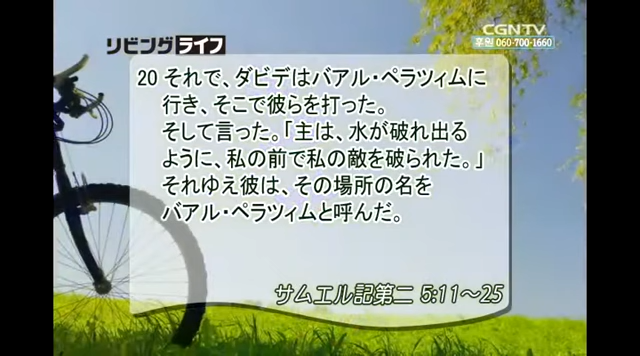 リビングライフ
CGNTV
후원 060-700-1660
20 それで、ダビデはバアル・ペラツィムに
行き、そこで彼らを打った。
そして言った。「主は、水が破れ出る
ように、私の前で私の敵を破られた。」
それゆえ彼は、その場所の名を
バアル・ペラツィムと呼んだ。
サムエル記第二 5:11～25